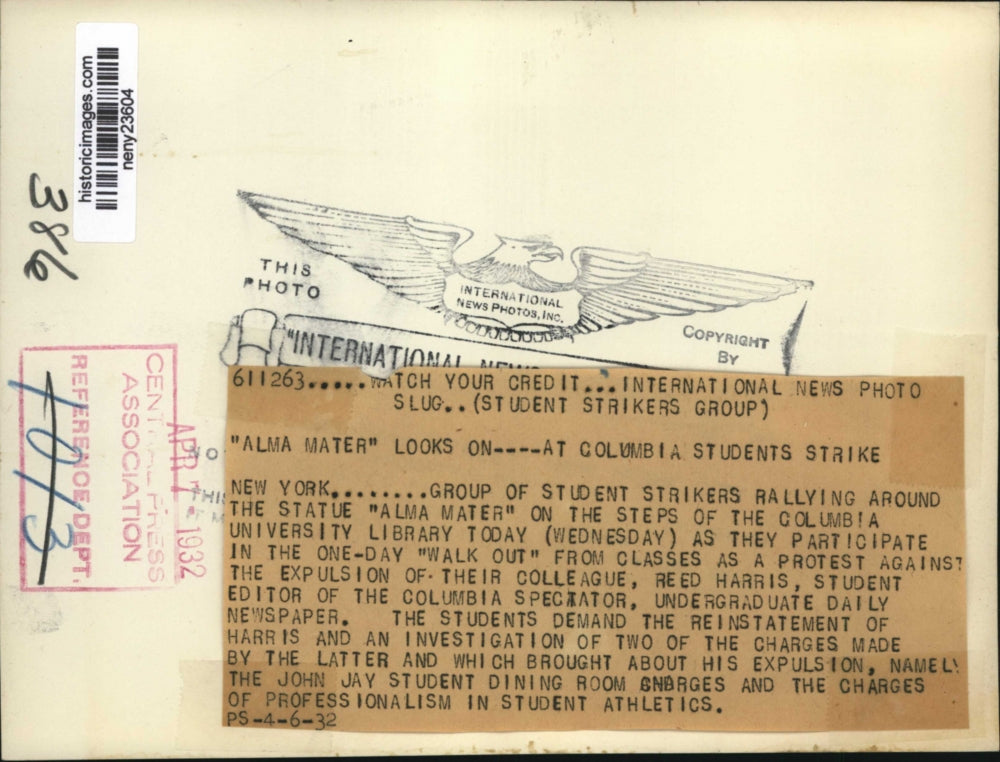 historicimages.com
neny23604
386
THIS
PHOTO
INTERNATIONAL
NEWS PHOTOS, INC.
COPYRIGHT
BY
"INTERNATIONAL NEWS
CENTRAL PRESS
ASSOCIATION
REFERENCE DEPT.
APR 1932
1013
611263.....WATCH YOUR CREDIT...INTERNATIONAL NEWS PHOTO
SLUG..(STUDENT STRIKERS GROUP)
"ALMA MATER" LOOKS ON----AT COLUMBIA STUDENTS STRIKE
NEW YORK.........GROUP OF STUDENT STRIKERS RALLYING AROUND
THE STATUE "ALMA MATER" ON THE STEPS OF THE COLUMBIA
UNIVERSITY LIBRARY TODAY (WEDNESDAY) AS THEY PARTICIPATE
IN THE ONE-DAY "WALK OUT" FROM CLASSES AS A PROTEST AGAINST
THE EXPULSION OF THEIR COLLEAGUE, REED HARRIS, STUDENT
EDITOR OF THE COLUMBIA SPECTATOR, UNDERGRADUATE DAILY
NEWSPAPER. THE STUDENTS DEMAND THE REINSTATEMENT OF
HARRIS AND AN INVESTIGATION OF TWO OF THE CHARGES MADE
BY THE LATTER AND WHICH BROUGHT ABOUT HIS EXPULSION, NAMELY
THE JOHN JAY STUDENT DINING ROOM CHARGES AND THE CHARGES
OF PROFESSIONALISM IN STUDENT ATHLETICS.
PS-4-6-32